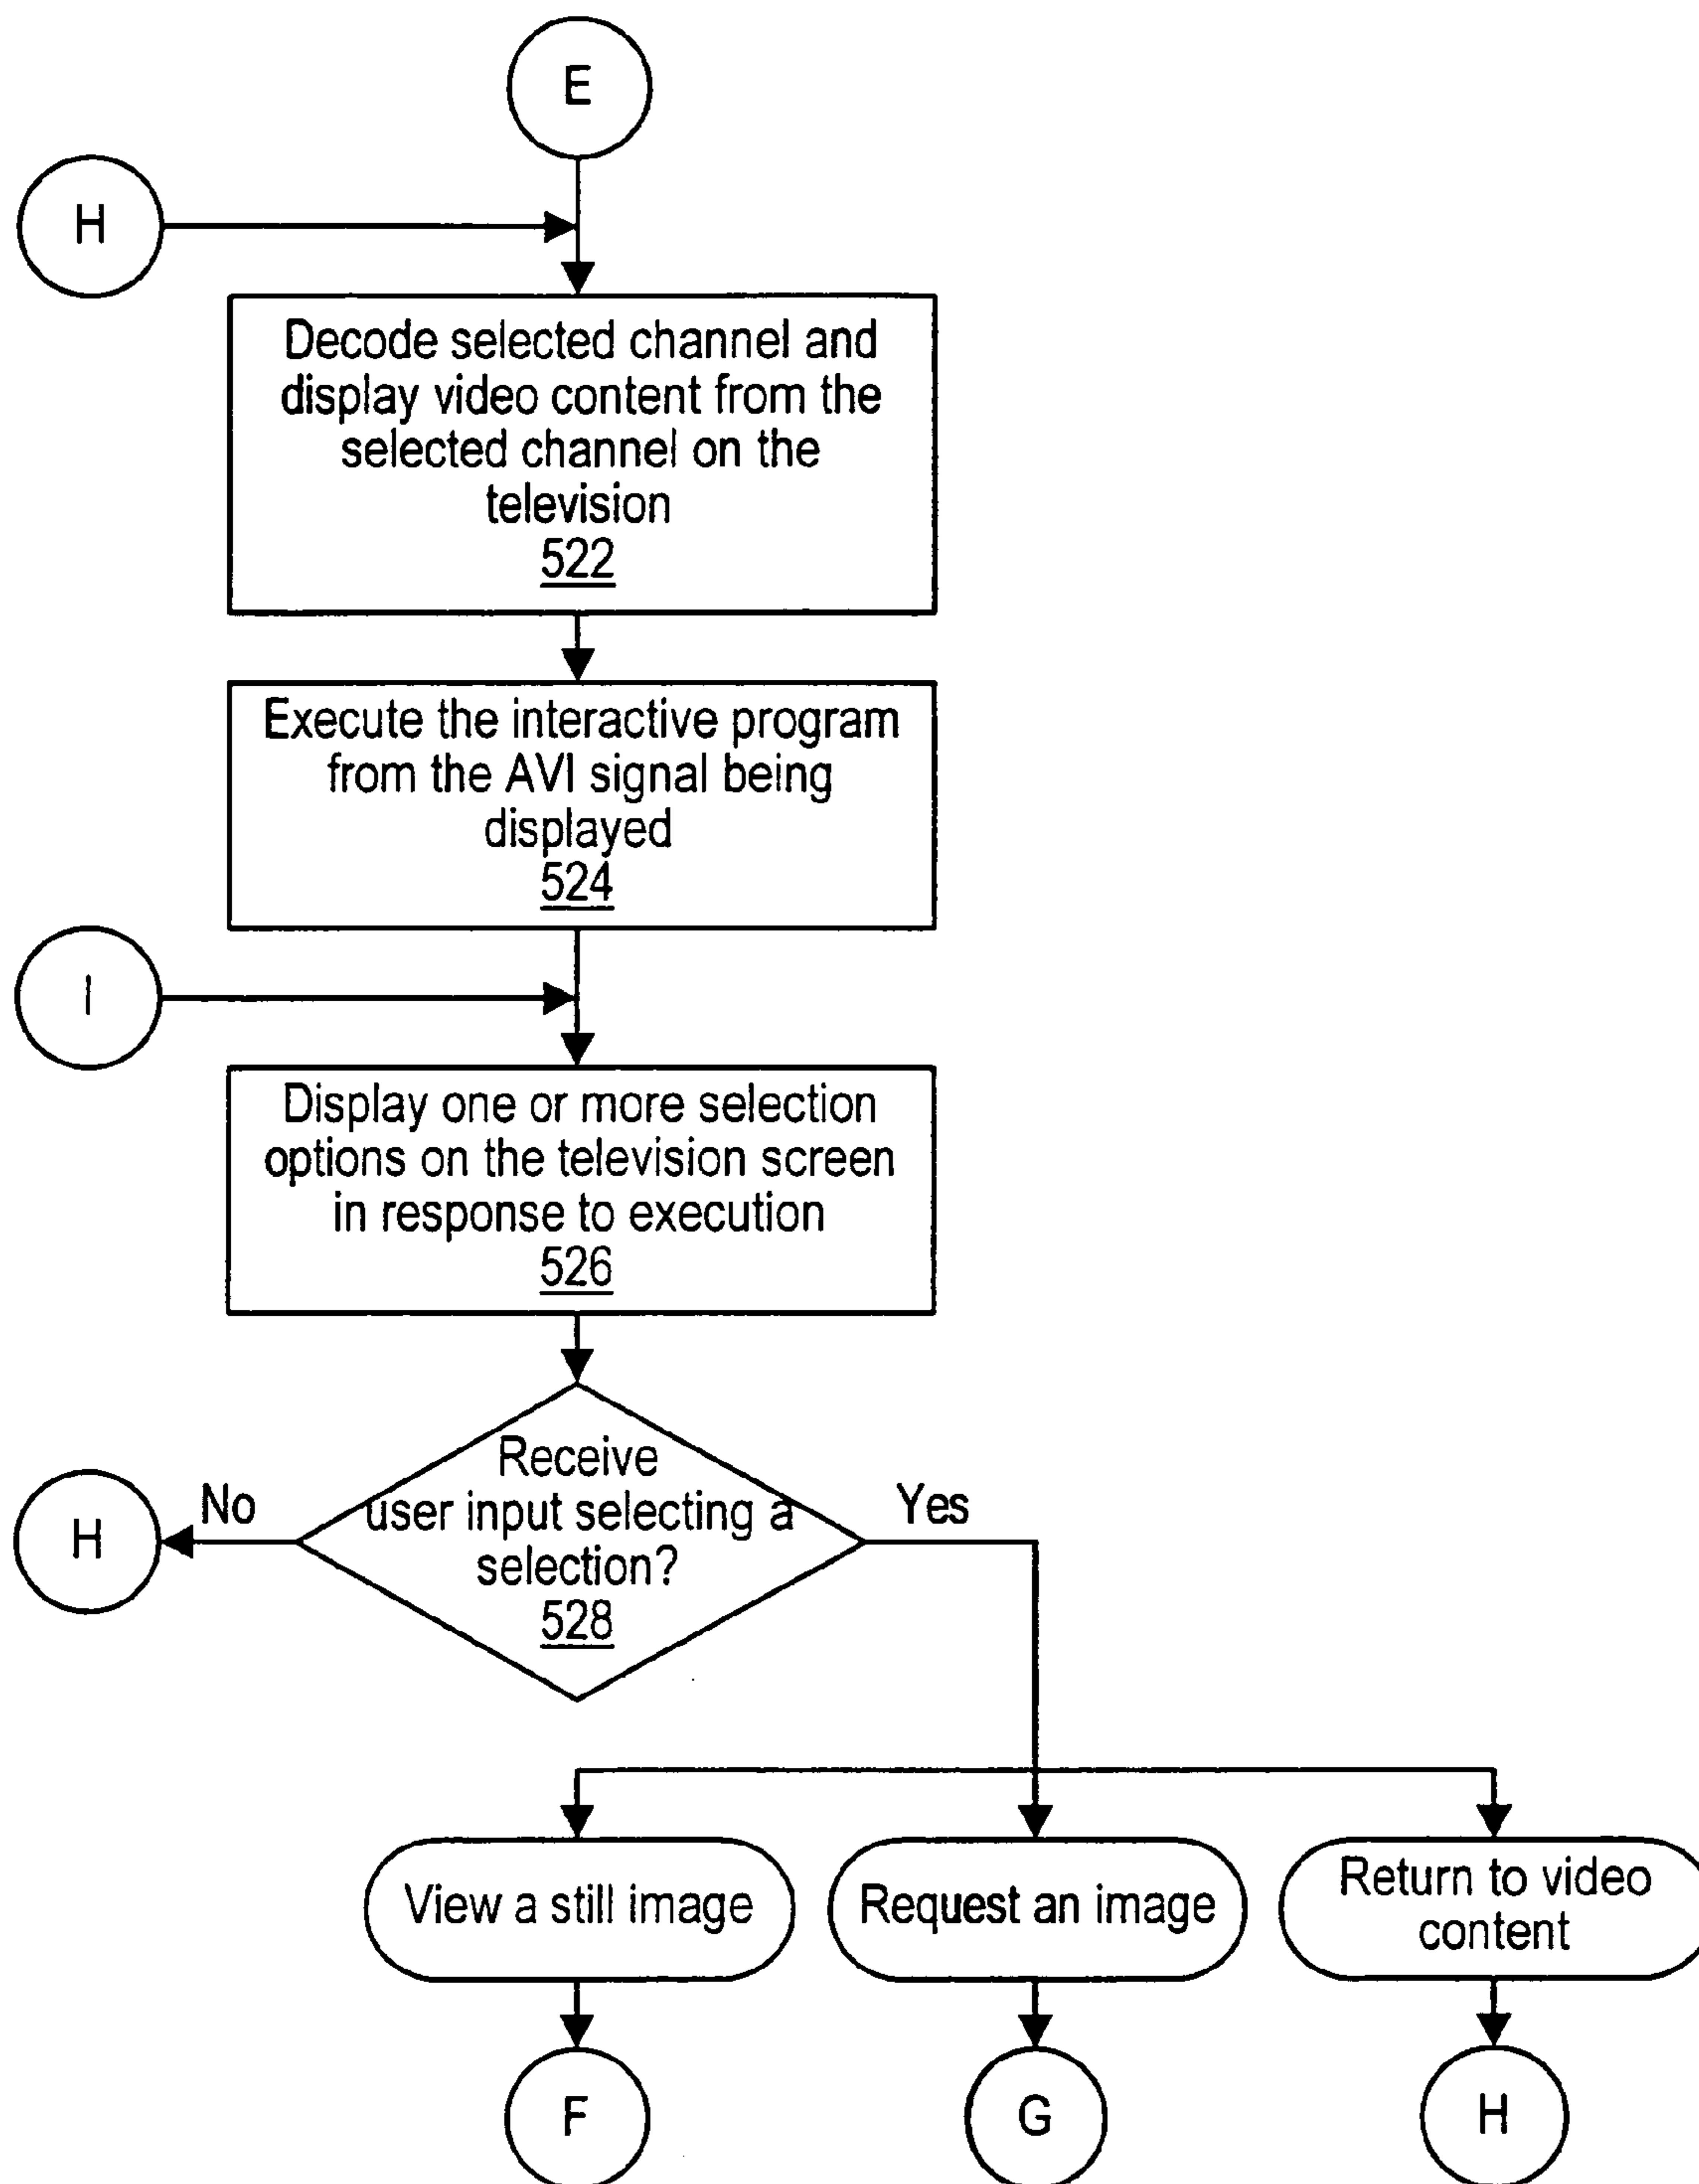 E
H
Decode selected channel and
display video content from the
selected channel on the
television
522
Execute the interactive program
from the AVI signal being
displayed
524
I
Display one or more selection
options on the television screen
in response to execution
526
Receive
user input selecting a
selection?
528
No
Yes
H
View a still image
Request an image
Return to video
content
F
G
H